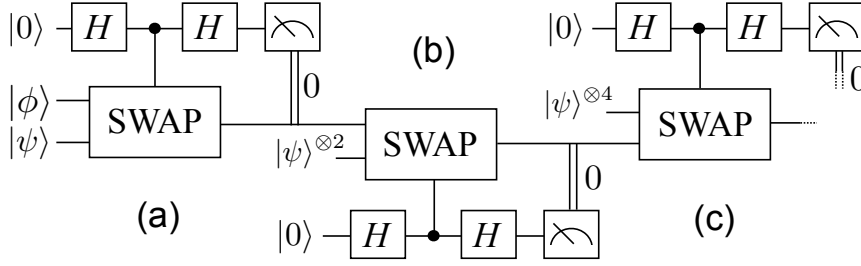 |0⟩ H H
0
|ϕ⟩
|ψ⟩
SWAP
(a)
(b)
|ψ⟩⊗2
SWAP
0
|0⟩ H H
|0⟩ H H
0
|ψ⟩⊗4
SWAP
(c)